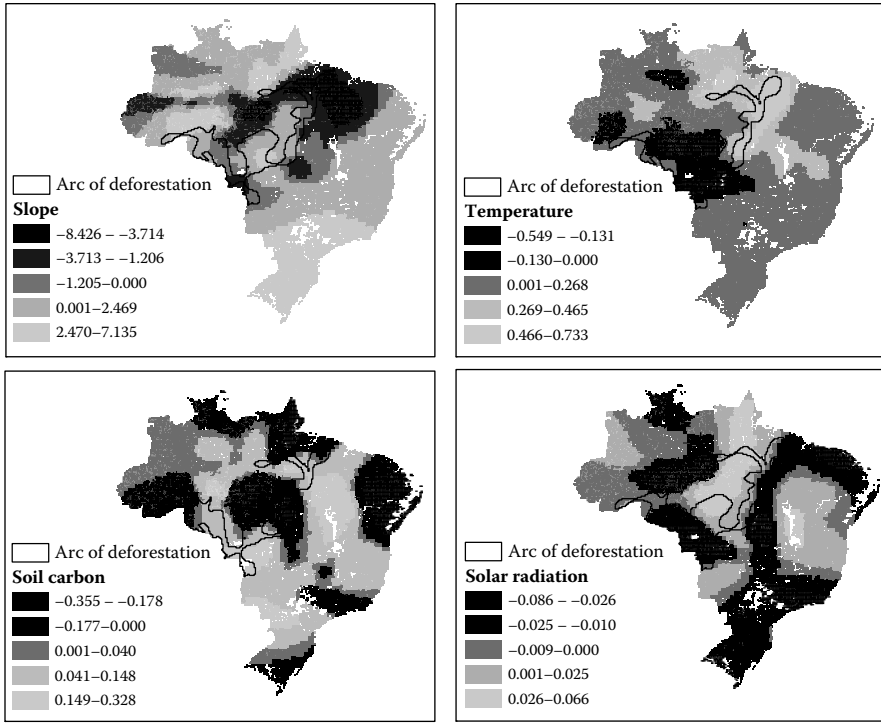 Arc of deforestation
Slope
−8.426 – −3.714
−3.713 – −1.206
−1.205–0.000
0.001–2.469
2.470–7.135
Arc of deforestation
Temperature
−0.549 – −0.131
−0.130–0.000
0.001–0.268
0.269–0.465
0.466–0.733
Arc of deforestation
Soil carbon
−0.355 – −0.178
−0.177–0.000
0.001–0.040
0.041–0.148
0.149–0.328
Arc of deforestation
Solar radiation
−0.086 – −0.026
−0.025 – −0.010
−0.009–0.000
0.001–0.025
0.026–0.066